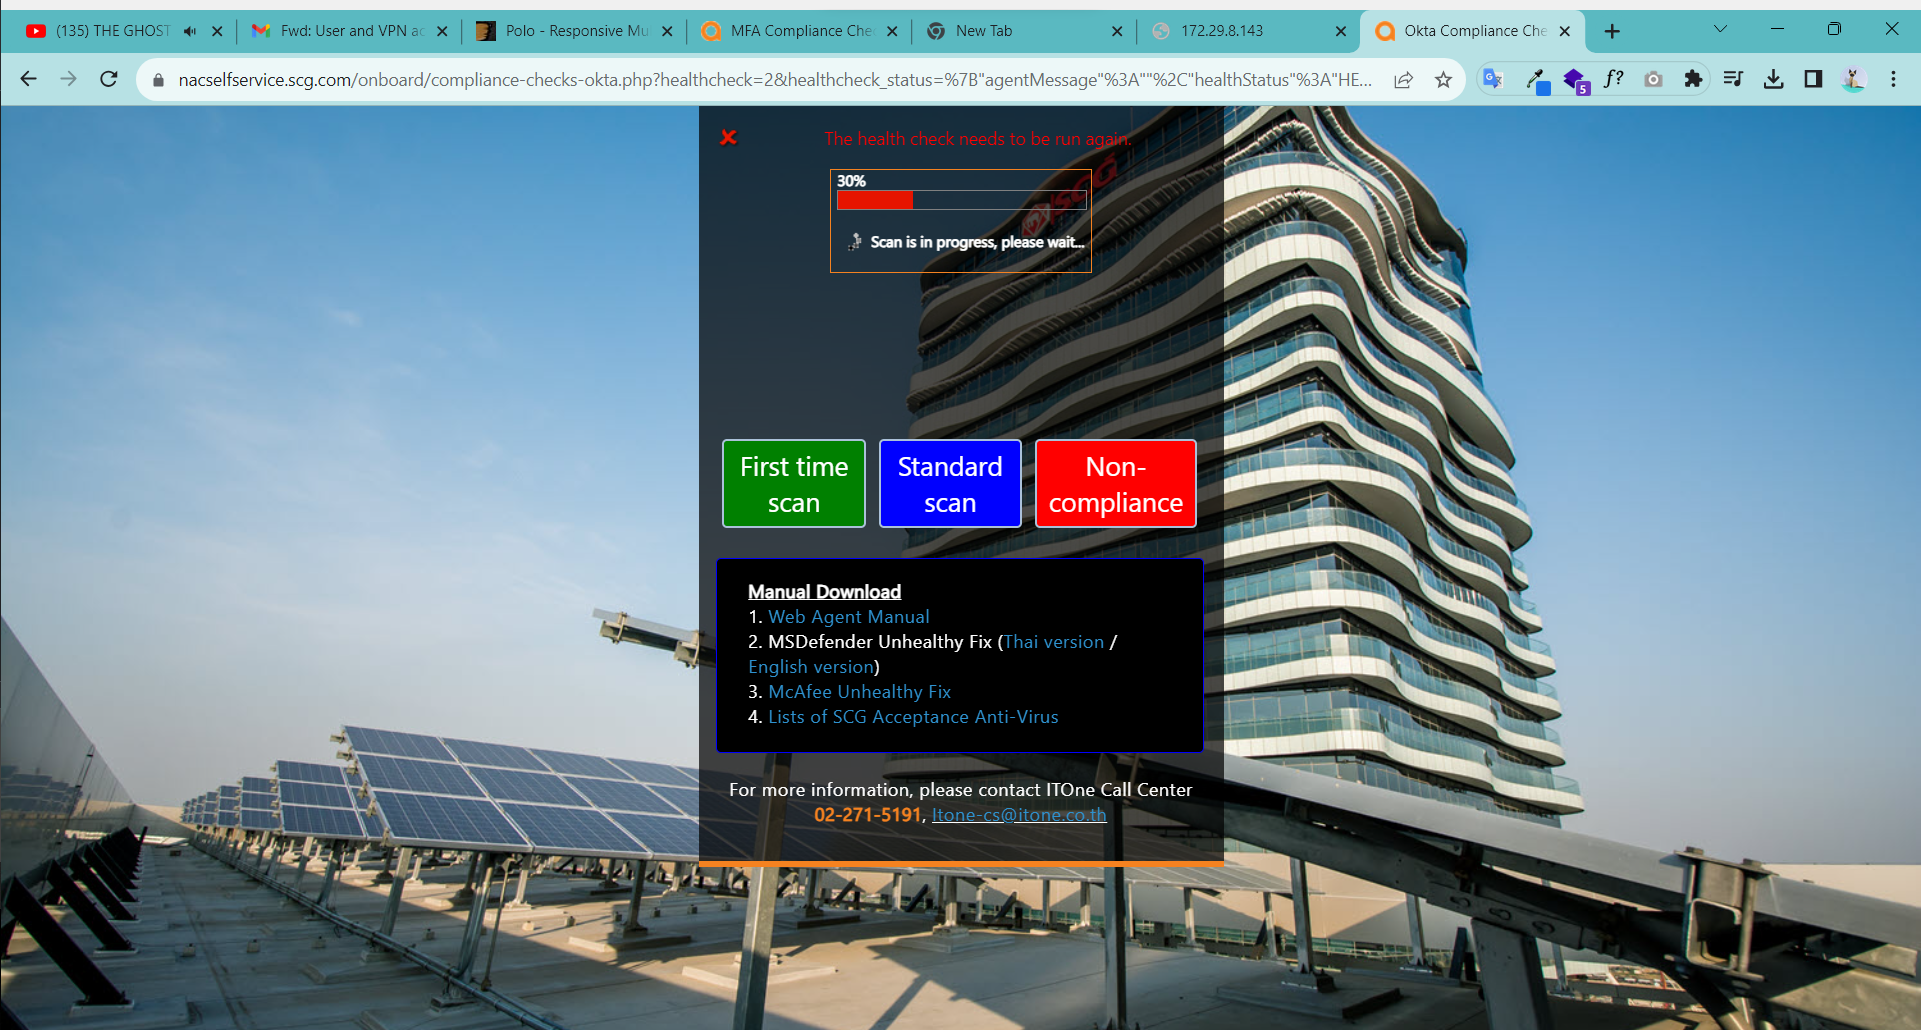 (135) THE GHOST
Fwd: User and VPN ac
Polo - Responsive Mu
MFA Compliance Chec
New Tab
172.29.8.143
Okta Compliance Che
nacselfservice.scg.com/onboard/compliance-checks-okta.php?healthcheck=2&healthcheck_status=%7B"agentMessage"%3A""%2C"healthStatus"%3A"HE...
f?
5
The health check needs to be run again.
SCG
30%
Scan is in progress, please wait...
First time
scan
Standard
scan
Non-
compliance
Manual Download
1. Web Agent Manual
2. MSDefender Unhealthy Fix (Thai version /
English version)
3. McAfee Unhealthy Fix
4. Lists of SCG Acceptance Anti-Virus
For more information, please contact ITOne Call Center
02-271-5191, Itone-cs@itone.co.th